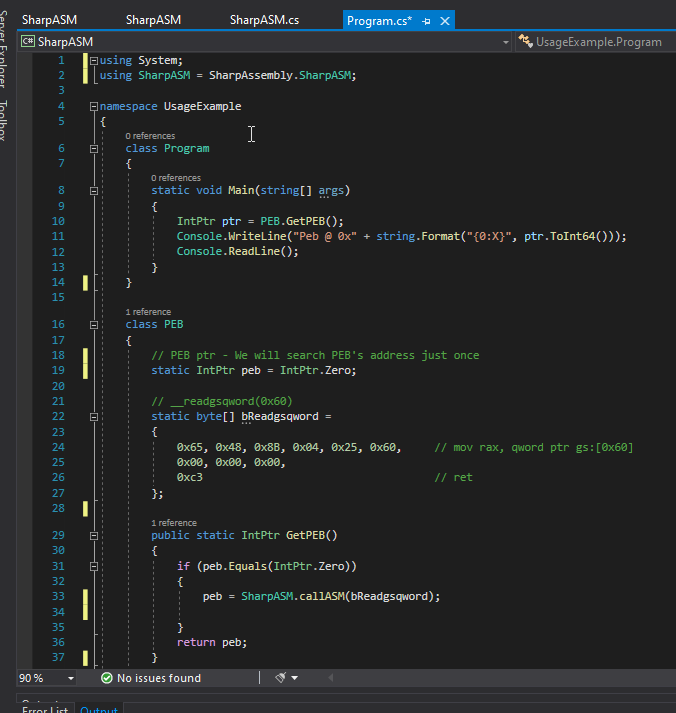 SharpASM SharpASM SharpASM.cs Program.cs*
Server Explorer
Toolbox
C# SharpASM UsageExample.Program
1 using System;
2 using SharpASM = SharpAssembly.SharpASM;
3
4 namespace UsageExample
5 {
0 references
6 class Program
7 {
0 references
8 static void Main(string[] args)
9 {
10 IntPtr ptr = PEB.GetPEB();
11 Console.WriteLine("Peb @ 0x" + string.Format("{0:X}", ptr.ToInt64()));
12 Console.ReadLine();
13 }
14 }
15
1 reference
16 class PEB
17 {
18 // PEB ptr - We will search PEB's address just once
19 static IntPtr peb = IntPtr.Zero;
20
21 // __readgsqword(0x60)
22 static byte[] bReadgsqword =
23 {
24 0x65, 0x48, 0x8B, 0x04, 0x25, 0x60, // mov rax, qword ptr gs:[0x60]
25 0x00, 0x00, 0x00,
26 0xc3 // ret
27 };
28
1 reference
29 public static IntPtr GetPEB()
30 {
31 if (peb.Equals(IntPtr.Zero))
32 {
33 peb = SharpASM.callASM(bReadgsqword);
34
35 }
36 return peb;
37 }
90 % No issues found
Error List Output